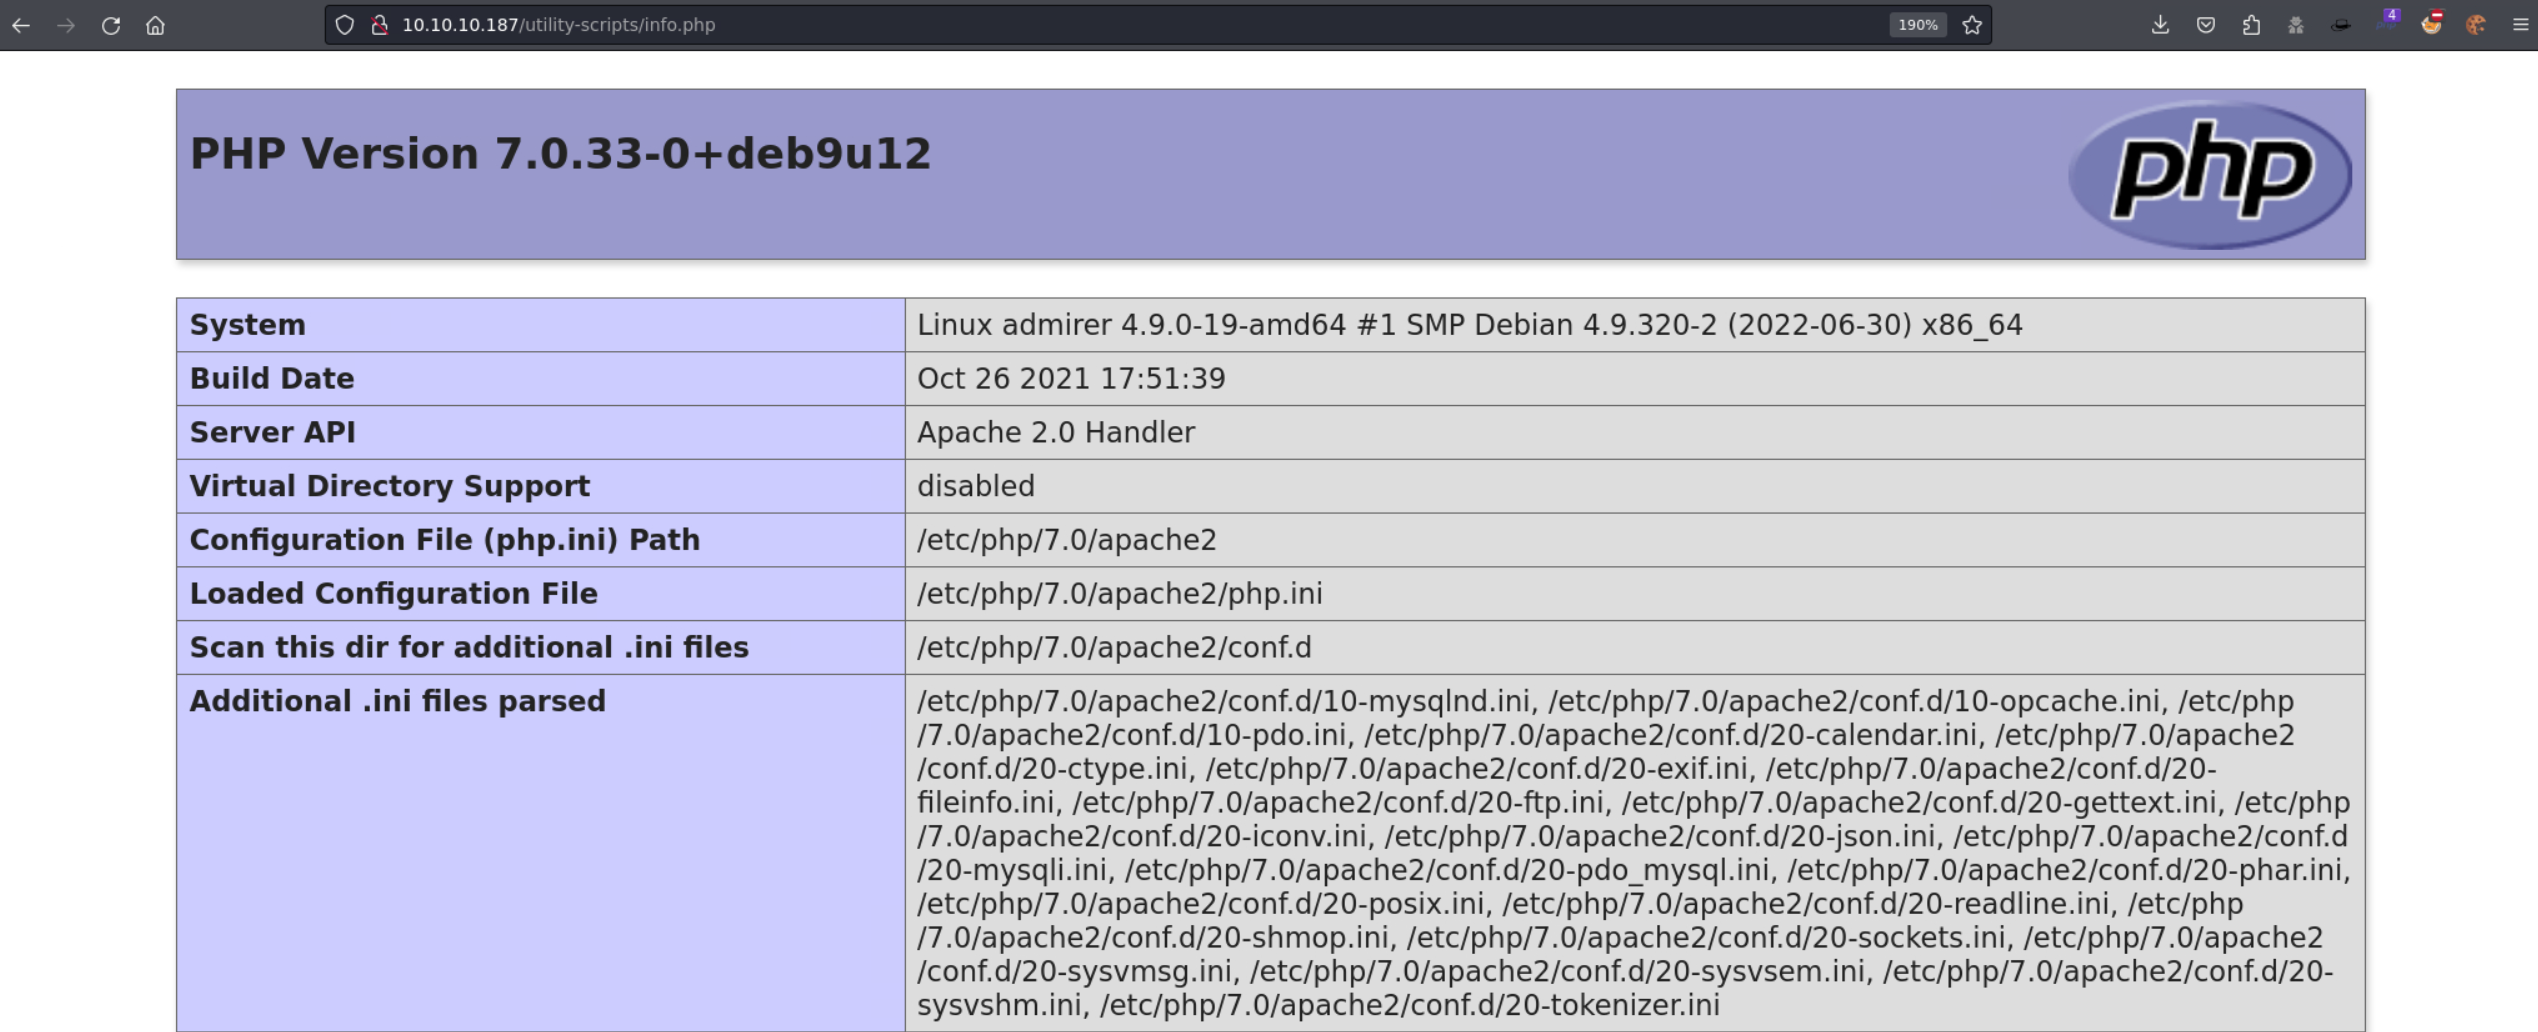 10.10.10.187/utility-scripts/info.php
190%
4
PHP Version 7.0.33-0+deb9u12
php
System Linux admirer 4.9.0-19-amd64 #1 SMP Debian 4.9.320-2 (2022-06-30) x86_64
Build Date Oct 26 2021 17:51:39
Server API Apache 2.0 Handler
Virtual Directory Support disabled
Configuration File (php.ini) Path /etc/php/7.0/apache2
Loaded Configuration File /etc/php/7.0/apache2/php.ini
Scan this dir for additional .ini files /etc/php/7.0/apache2/conf.d
Additional .ini files parsed /etc/php/7.0/apache2/conf.d/10-mysqlnd.ini, /etc/php/7.0/apache2/conf.d/10-opcache.ini, /etc/php
/7.0/apache2/conf.d/10-pdo.ini, /etc/php/7.0/apache2/conf.d/20-calendar.ini, /etc/php/7.0/apache2
/conf.d/20-ctype.ini, /etc/php/7.0/apache2/conf.d/20-exif.ini, /etc/php/7.0/apache2/conf.d/20-
fileinfo.ini, /etc/php/7.0/apache2/conf.d/20-ftp.ini, /etc/php/7.0/apache2/conf.d/20-gettext.ini, /etc/php
/7.0/apache2/conf.d/20-iconv.ini, /etc/php/7.0/apache2/conf.d/20-json.ini, /etc/php/7.0/apache2/conf.d
/20-mysqli.ini, /etc/php/7.0/apache2/conf.d/20-pdo_mysql.ini, /etc/php/7.0/apache2/conf.d/20-phar.ini,
/etc/php/7.0/apache2/conf.d/20-posix.ini, /etc/php/7.0/apache2/conf.d/20-readline.ini, /etc/php
/7.0/apache2/conf.d/20-shmop.ini, /etc/php/7.0/apache2/conf.d/20-sockets.ini, /etc/php/7.0/apache2
/conf.d/20-sysvmsg.ini, /etc/php/7.0/apache2/conf.d/20-sysvsem.ini, /etc/php/7.0/apache2/conf.d/20-
sysvshm.ini, /etc/php/7.0/apache2/conf.d/20-tokenizer.ini